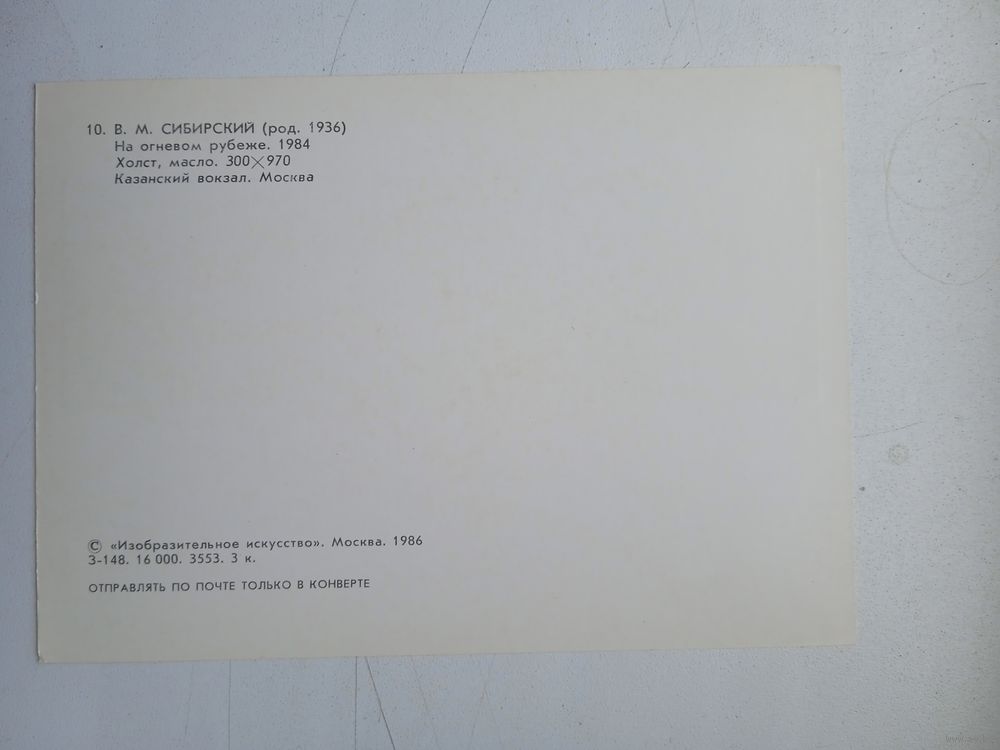 10. В. М. СИБИРСКИЙ (род. 1936)
На огневом рубеже. 1984
Холст, масло. 300×970
Казанский вокзал. Москва
© «Изобразительное искусство». Москва. 1986
3-148. 16 000. 3553. 3 к.
ОТПРАВЛЯТЬ ПО ПОЧТЕ ТОЛЬКО В КОНВЕРТЕ